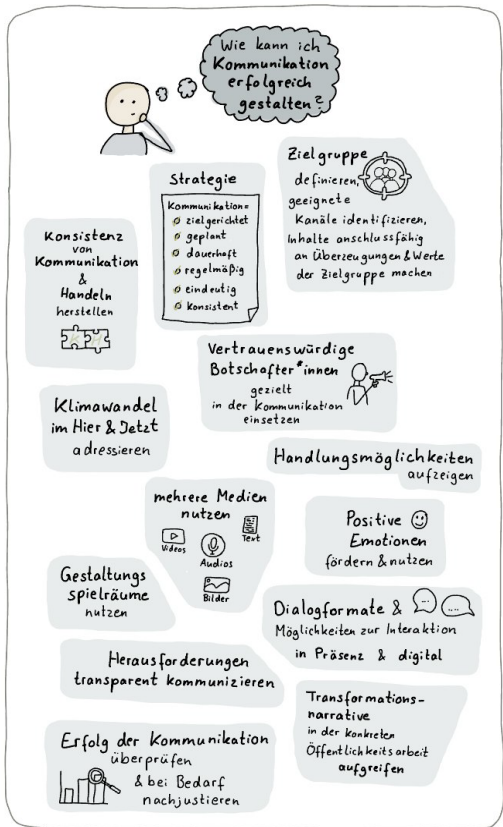 Wie kann ich
Kommunikation
erfolgreich
gestalten?
Strategie
Kommunikation=
zielgerichtet
geplant
dauerhaft
regelmäßig
eindeutig
konsistent
Zielgruppe
definieren,
geeignete
Kanäle identifizieren,
Inhalte anschlussfähig
an Überzeugungen & Werte
der Zielgruppe machen
Konsistenz
von
Kommunikation
&
Handeln
herstellen
K H
Vertrauenswürdige
Botschafter*innen
gezielt
in der Kommunikation
einsetzen
Klimawandel
im Hier & Jetzt
adressieren
Handlungsmöglichkeiten
aufzeigen
mehrere Medien
nutzen
Videos
Audios
Text
Bilder
Positive
Emotionen
fördern & nutzen
Gestaltungs
spielräume
nutzen
Dialogformate &
Möglichkeiten zur Interaktion
in Präsenz & digital
Herausforderungen
transparent kommunizieren
Transformations-
narrative
in der konkreten
Öffentlichkeitsarbeit
aufgreifen
Erfolg der Kommunikation
überprüfen
& bei Bedarf
nachjustieren